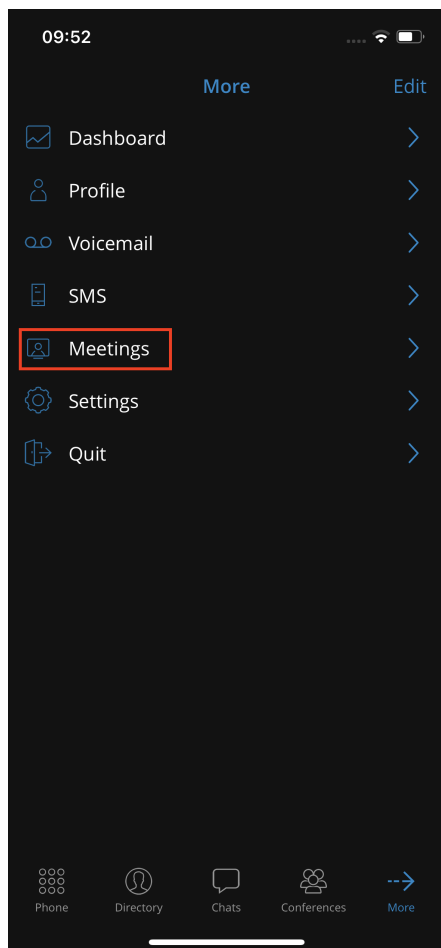 09:52
More Edit
Dashboard
Profile
Voicemail
SMS
Meetings
Settings
Quit
Phone Directory Chats Conferences More